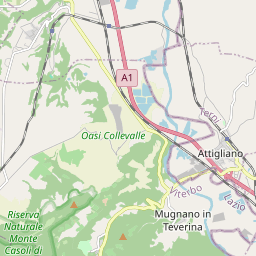 A1
Terni
Oasi Collevalle
Attigliano
Viterbo
Lazio
Mugnano in
Teverina
Riserva
Naturale
Monte
Casoli di